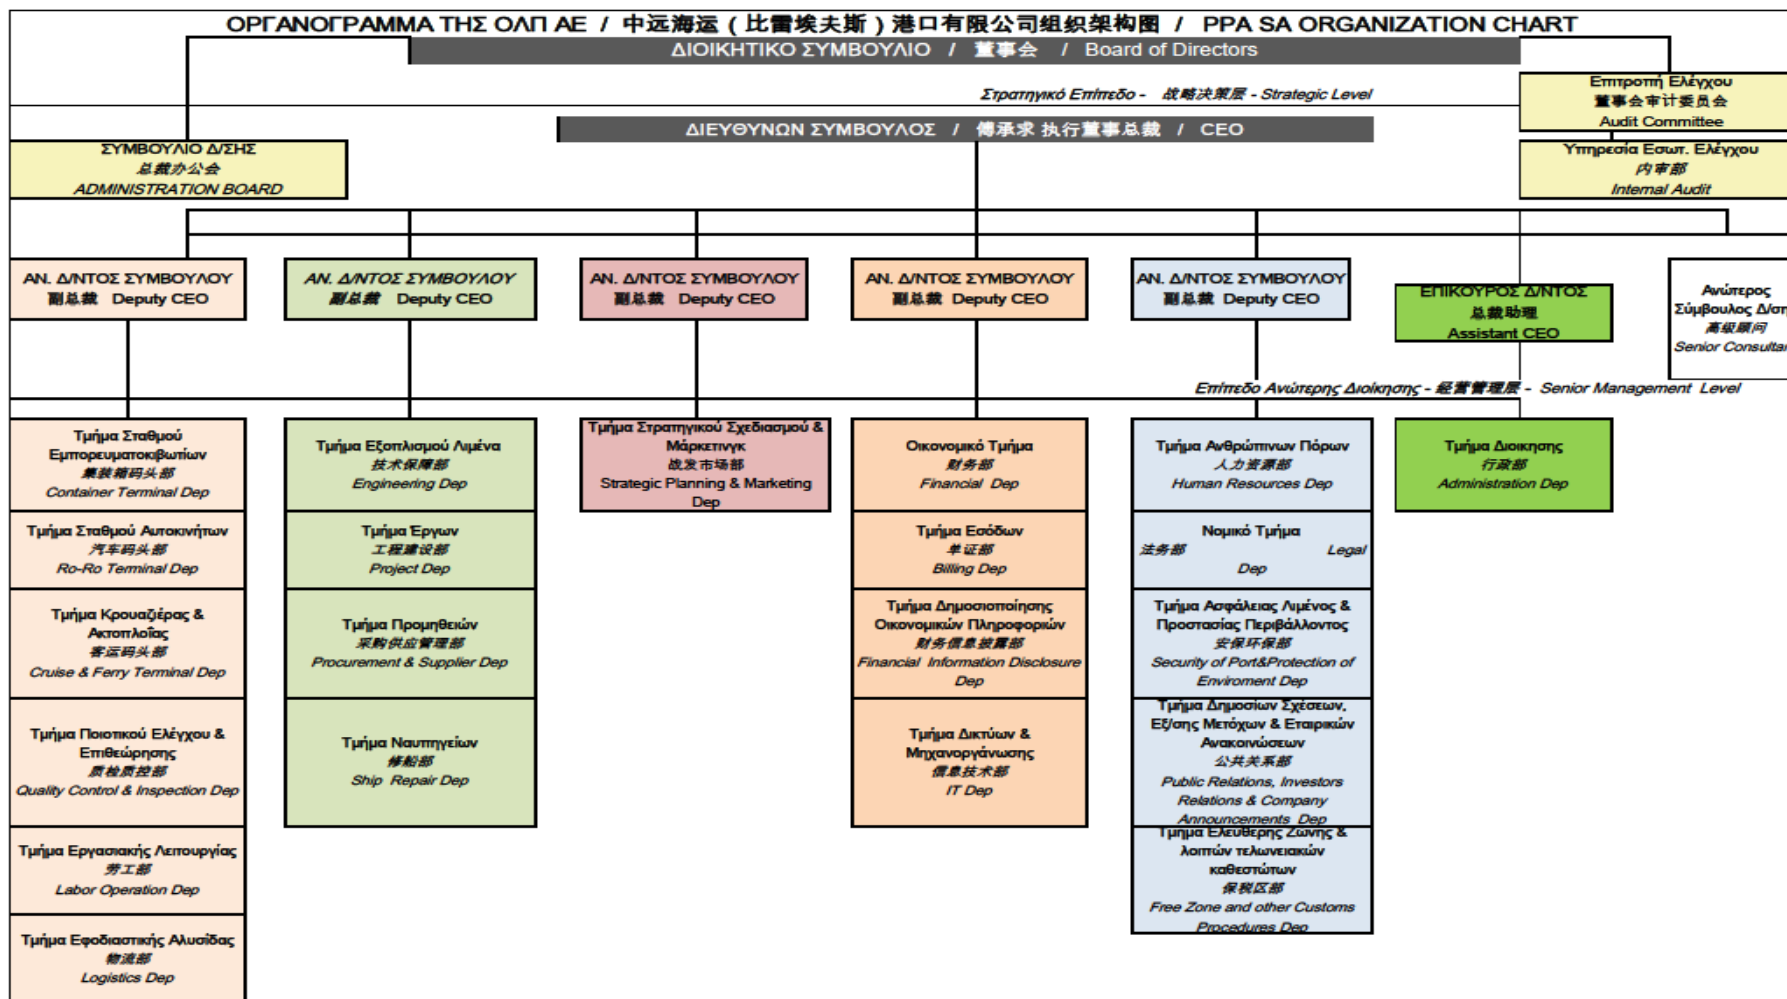 ΟΡΓΑΝΟΓΡΑΜΜΑ ΤΗΣ ΟΛΠ ΑΕ / 中远海运（比雷埃夫斯）港口有限公司组织架构图 / PPA SA ORGANIZATION CHART
ΔΙΟΙΚΗΤΙΚΟ ΣΥΜΒΟΥΛΙΟ / 董事会 / Board of Directors
Στρατηγικό Επίπεδο - 战略决策层 - Strategic Level
Επιτροπή Ελέγχου
董事会审计委员会
Audit Committee
ΔΙΕΥΘΥΝΩΝ ΣΥΜΒΟΥΛΟΣ / 傅承求 执行董事总裁 / CEO
ΣΥΜΒΟΥΛΙΟ Δ/ΣΗΣ
总裁办公会
ADMINISTRATION BOARD
Υπηρεσία Εσωτ. Ελέγχου
内审部
Internal Audit
ΑΝ. Δ/ΝΤΟΣ ΣΥΜΒΟΥΛΟΥ
副总裁 Deputy CEO
ΑΝ. Δ/ΝΤΟΣ ΣΥΜΒΟΥΛΟΥ
副总裁 Deputy CEO
ΑΝ. Δ/ΝΤΟΣ ΣΥΜΒΟΥΛΟΥ
副总裁 Deputy CEO
ΑΝ. Δ/ΝΤΟΣ ΣΥΜΒΟΥΛΟΥ
副总裁 Deputy CEO
ΑΝ. Δ/ΝΤΟΣ ΣΥΜΒΟΥΛΟΥ
副总裁 Deputy CEO
ΕΠΙΚΟΥΡΟΣ Δ/ΝΤΟΣ
总裁助理
Assistant CEO
Ανώτερος
Σύμβουλος Δ/ση
高级顾问
Senior Consultan
Επίπεδο Ανώτερης Διοίκησης - 经营管理层 - Senior Management Level
Τμήμα Σταθμού
Εμπορευματοκιβωτίων
集装箱码头部
Container Terminal Dep
Τμήμα Σταθμού Αυτοκινήτων
汽车码头部
Ro-Ro Terminal Dep
Τμήμα Κρουαζιέρας &
Ακτοπλοΐας
客运码头部
Cruise & Ferry Terminal Dep
Τμήμα Ποιοτικού Ελέγχου &
Επιθεώρησης
质检质控部
Quality Control & Inspection Dep
Τμήμα Εργασιακής Λειτουργίας
劳工部
Labor Operation Dep
Τμήμα Εφοδιαστικής Αλυσίδας
物流部
Logistics Dep
Τμήμα Εξοπλισμού Λιμένα
技术保障部
Engineering Dep
Τμήμα Έργων
工程建设部
Project Dep
Τμήμα Προμηθειών
采购供应管理部
Procurement & Supplier Dep
Τμήμα Ναυπηγείων
修船部
Ship Repair Dep
Τμήμα Στρατηγικού Σχεδιασμού &
Μάρκετινγκ
战发市场部
Strategic Planning & Marketing
Dep
Οικονομικό Τμήμα
财务部
Financial Dep
Τμήμα Εσόδων
单证部
Billing Dep
Τμήμα Δημοσιοποίησης
Οικονομικών Πληροφοριών
财务信息披露部
Financial Information Disclosure
Dep
Τμήμα Δικτύων &
Μηχανοργάνωσης
信息技术部
IT Dep
Τμήμα Ανθρώπινων Πόρων
人力资源部
Human Resources Dep
Νομικό Τμήμα
法务部 Legal
Dep
Τμήμα Ασφάλειας Λιμένος &
Προστασίας Περιβάλλοντος
安保环保部
Security of Port&Protection of
Enviroment Dep
Τμήμα Δημοσίων Σχέσεων,
Εξ/σης Μετόχων & Εταιρικών
Ανακοινώσεων
公共关系部
Public Relations, Investors
Relations & Company
Announcements Dep
Τμήμα Ελεύθερης Ζώνης &
λοιπών τελωνειακών
καθεστώτων
保税区部
Free Zone and other Customs
Procedures Dep
Τμήμα Διοικησης
行政部
Administration Dep